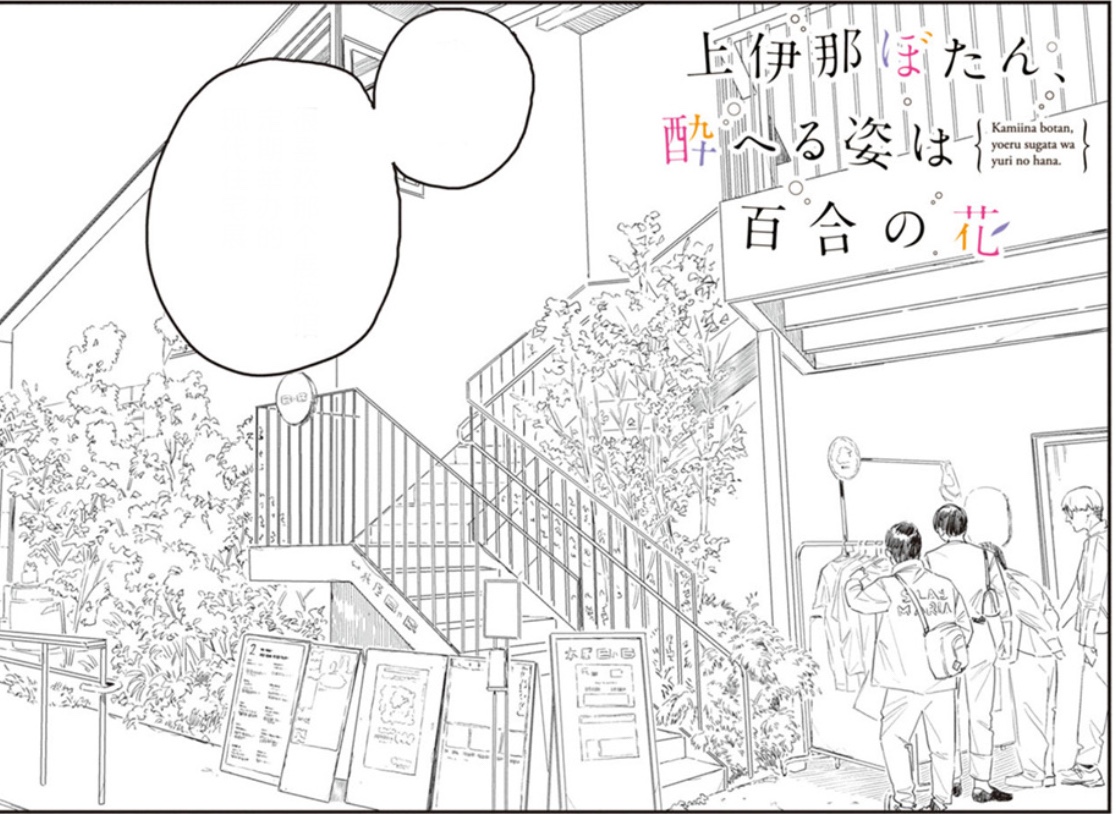 上伊那ぼたん、
酔へる姿は
Kamiina botan,
yoeru sugata wa
yuri no hana.
百合の花